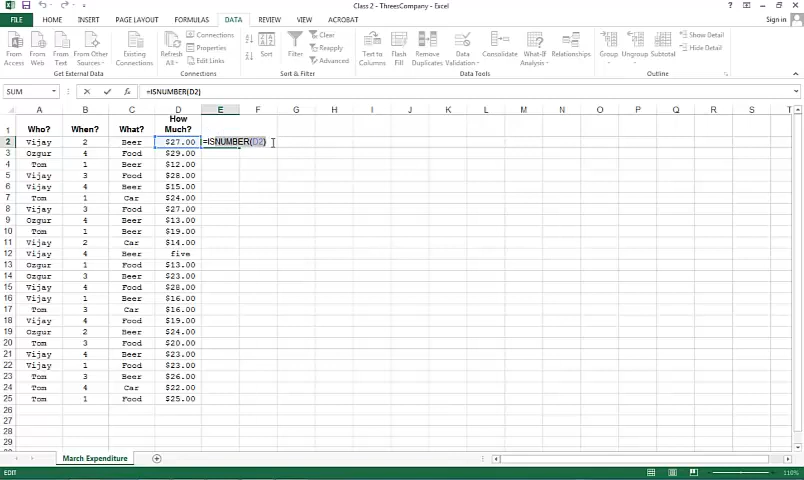 Class 2 - ThreesCompany - Excel
Sign in
FILE HOME INSERT PAGE LAYOUT FORMULAS DATA REVIEW VIEW ACROBAT
From Access
From Web
From Text
From Other Sources
Existing Connections
Refresh All
Connections
Properties
Edit Links
Sort
Filter
Clear
Reapply
Advanced
Text to Columns
Flash Fill
Remove Duplicates
Data Validation
Consolidate
What-If Analysis
Relationships
Group
Ungroup
Subtotal
Show Detail
Hide Detail
Get External Data Connections Sort & Filter Data Tools Outline
SUM =ISNUMBER(D2)
A B C D E F G H I J K L M N O P Q R S T
1 Who? When? What? How Much?
2 Vijay 2 Beer $27.00 =ISNUMBER(D2)
3 Ozgur 4 Food $29.00
4 Tom 1 Beer $12.00
5 Vijay 3 Food $28.00
6 Vijay 4 Beer $15.00
7 Tom 1 Car $24.00
8 Vijay 3 Food $27.00
9 Ozgur 4 Beer $13.00
10 Tom 1 Beer $19.00
11 Vijay 2 Car $14.00
12 Vijay 4 Beer five
13 Ozgur 1 Food $13.00
14 Ozgur 3 Beer $23.00
15 Vijay 4 Food $28.00
16 Vijay 1 Beer $16.00
17 Tom 3 Car $16.00
18 Vijay 4 Food $19.00
19 Ozgur 2 Beer $24.00
20 Tom 3 Food $20.00
21 Vijay 4 Beer $23.00
22 Vijay 1 Food $23.00
23 Tom 3 Beer $26.00
24 Tom 4 Car $22.00
25 Tom 1 Food $25.00
26
27
28
29
March Expenditure
EDIT 110%